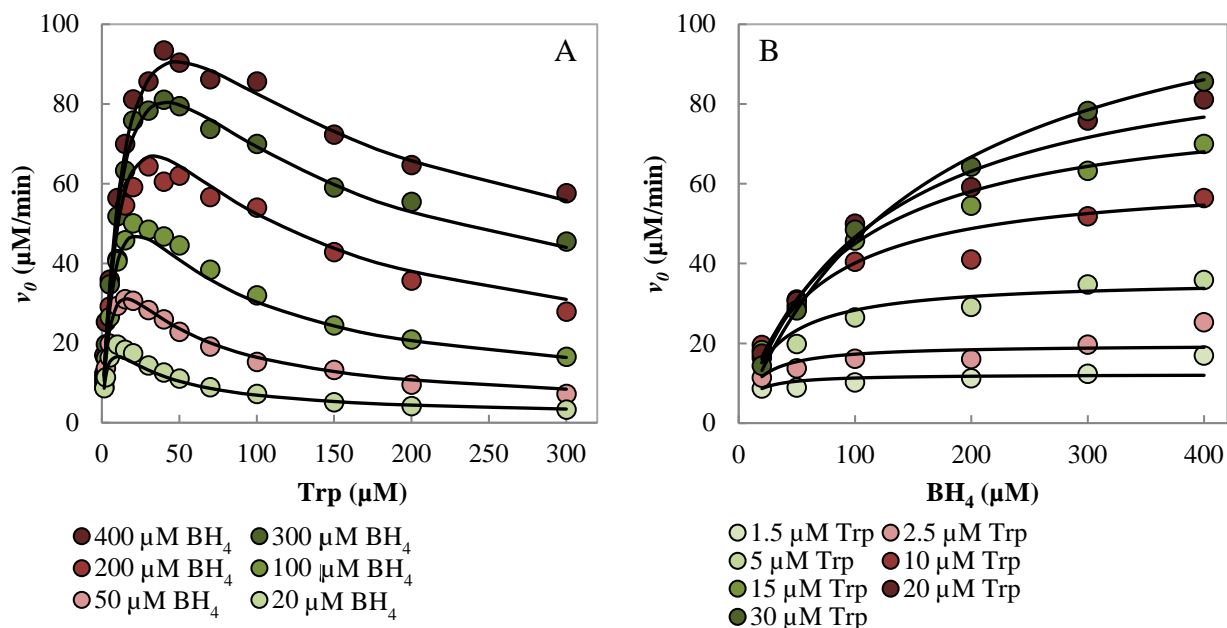 A
v₀ (µM/min)
100
80
60
40
20
0
0 50 100 150 200 250 300
Trp (µM)
400 µM BH₄ 300 µM BH₄
200 µM BH₄ 100 µM BH₄
50 µM BH₄ 20 µM BH₄
B
v₀ (µM/min)
100
80
60
40
20
0
0 100 200 300 400
BH₄ (µM)
1.5 µM Trp 2.5 µM Trp
5 µM Trp 10 µM Trp
15 µM Trp 20 µM Trp
30 µM Trp